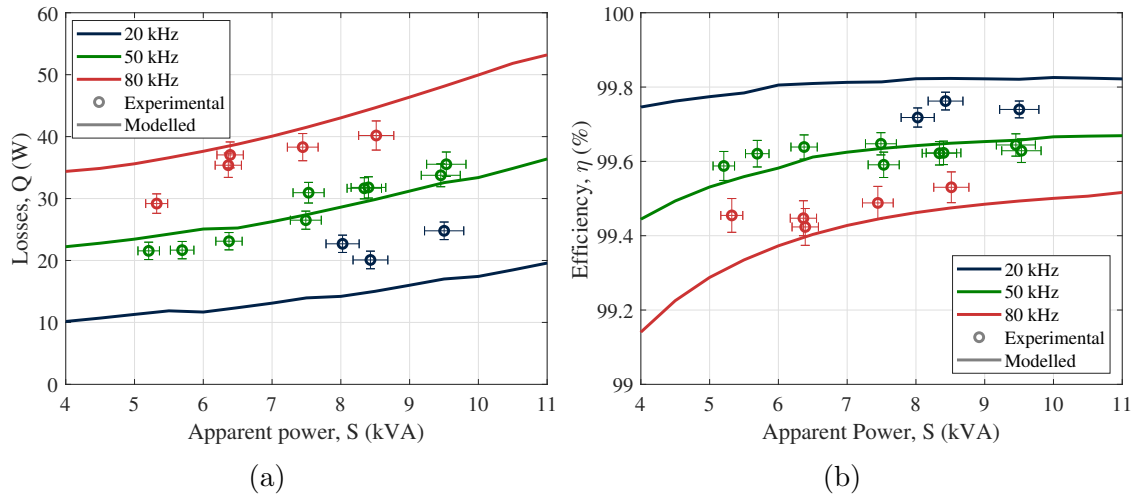 60
50
40
30
20
10
0
Losses, Q (W)
20 kHz
50 kHz
80 kHz
Experimental
Modelled
4 5 6 7 8 9 10 11
Apparent power, S (kVA)
(a)
100
99.8
99.6
99.4
99.2
99
Efficiency, η (%)
20 kHz
50 kHz
80 kHz
Experimental
Modelled
4 5 6 7 8 9 10 11
Apparent Power, S (kVA)
(b)